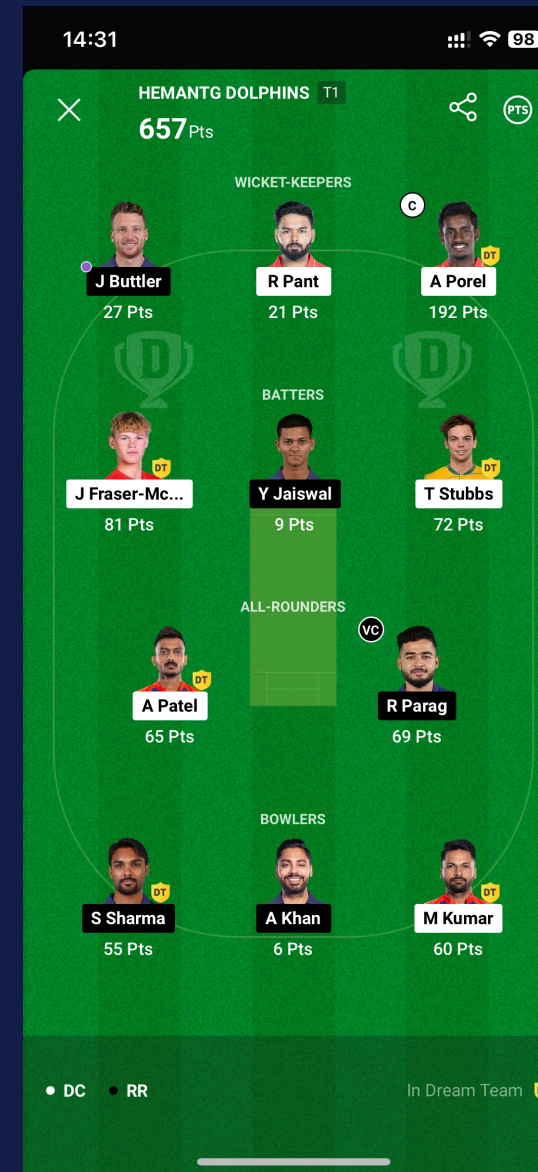 14:31
98
HEMANTG DOLPHINS T1
657 Pts
PTS
WICKET-KEEPERS
C
DT
J Buttler R Pant A Porel
27 Pts 21 Pts 192 Pts
D D
BATTERS
DT DT
J Fraser-Mc... Y Jaiswal T Stubbs
81 Pts 9 Pts 72 Pts
ALL-ROUNDERS
VC
DT
A Patel R Parag
65 Pts 69 Pts
BOWLERS
DT DT
S Sharma A Khan M Kumar
55 Pts 6 Pts 60 Pts
DC RR In Dream Team